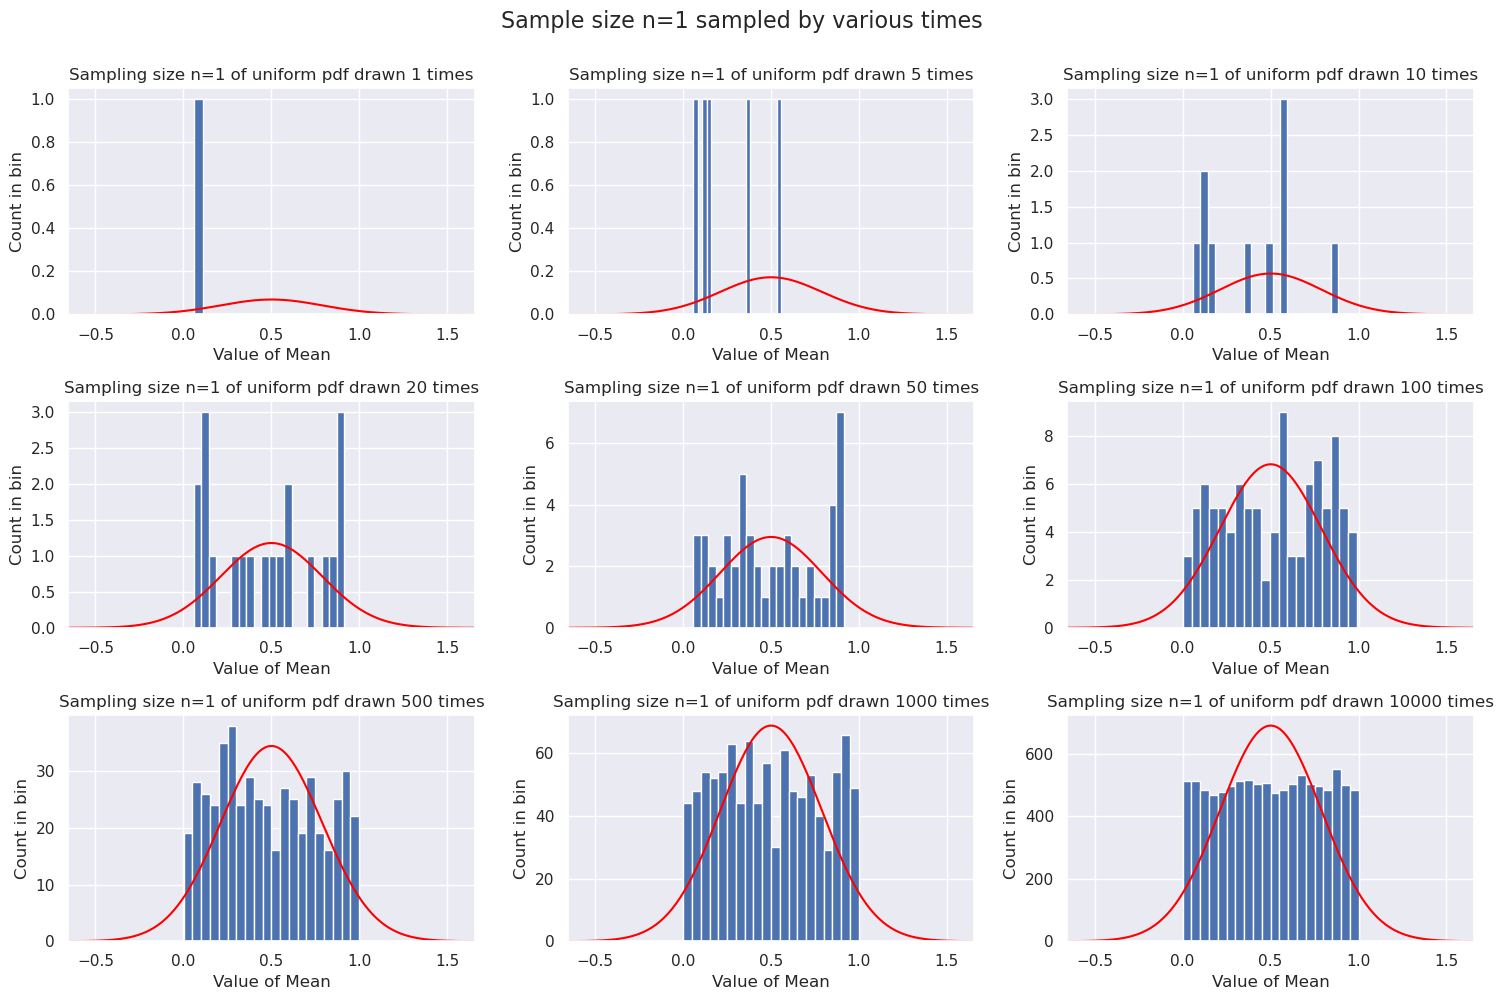 Sample size n=1 sampled by various times
Sampling size n=1 of uniform pdf drawn 1 times
Sampling size n=1 of uniform pdf drawn 5 times
Sampling size n=1 of uniform pdf drawn 10 times
Count in bin
1.0
0.8
0.6
0.4
0.2
0.0
−0.5 0.0 0.5 1.0 1.5
Value of Mean
Count in bin
1.0
0.8
0.6
0.4
0.2
0.0
−0.5 0.0 0.5 1.0 1.5
Value of Mean
Count in bin
3.0
2.5
2.0
1.5
1.0
0.5
0.0
−0.5 0.0 0.5 1.0 1.5
Value of Mean
Sampling size n=1 of uniform pdf drawn 20 times
Sampling size n=1 of uniform pdf drawn 50 times
Sampling size n=1 of uniform pdf drawn 100 times
Count in bin
3.0
2.5
2.0
1.5
1.0
0.5
0.0
−0.5 0.0 0.5 1.0 1.5
Value of Mean
Count in bin
6
4
2
0
−0.5 0.0 0.5 1.0 1.5
Value of Mean
Count in bin
8
6
4
2
0
−0.5 0.0 0.5 1.0 1.5
Value of Mean
Sampling size n=1 of uniform pdf drawn 500 times
Sampling size n=1 of uniform pdf drawn 1000 times
Sampling size n=1 of uniform pdf drawn 10000 times
Count in bin
30
20
10
0
−0.5 0.0 0.5 1.0 1.5
Value of Mean
Count in bin
60
40
20
0
−0.5 0.0 0.5 1.0 1.5
Value of Mean
Count in bin
600
400
200
0
−0.5 0.0 0.5 1.0 1.5
Value of Mean